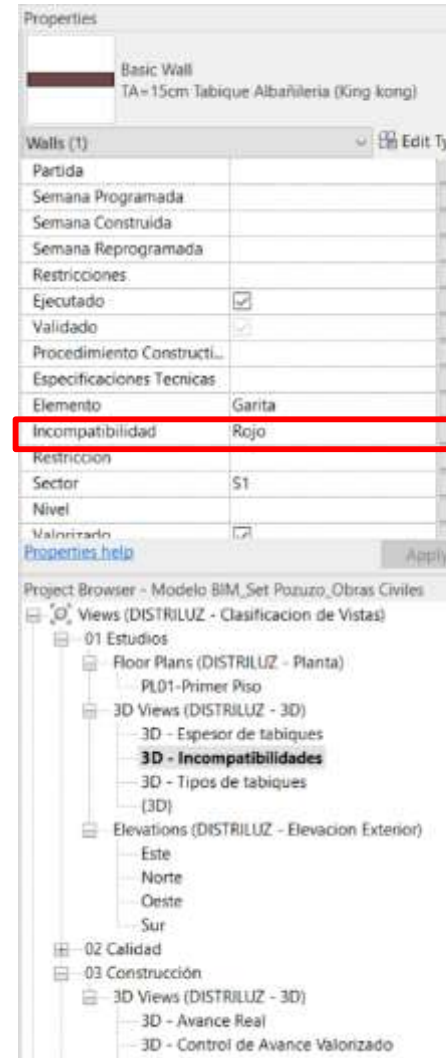 Properties
Basic Wall
TA=15cm Tabique Albañileria (King kong)
Walls (1) Edit Ty
Partida
Semana Programada
Semana Construida
Semana Reprogramada
Restricciones
Ejecutado
Validado
Procedimiento Constructi...
Especificaciones Tecnicas
Elemento Garita
Incompatibilidad Rojo
Restriccion
Sector S1
Nivel
Valorizado
Properties help Apply
Project Browser - Modelo BIM_Set Pozuzo_Obras Civiles
Views (DISTRILUZ - Clasificacion de Vistas)
01 Estudios
Floor Plans (DISTRILUZ - Planta)
PL01-Primer Piso
3D Views (DISTRILUZ - 3D)
3D - Espesor de tabiques
3D - Incompatibilidades
3D - Tipos de tabiques
{3D}
Elevations (DISTRILUZ - Elevacion Exterior)
Este
Norte
Oeste
Sur
02 Calidad
03 Construcción
3D Views (DISTRILUZ - 3D)
3D - Avance Real
3D - Control de Avance Valorizado